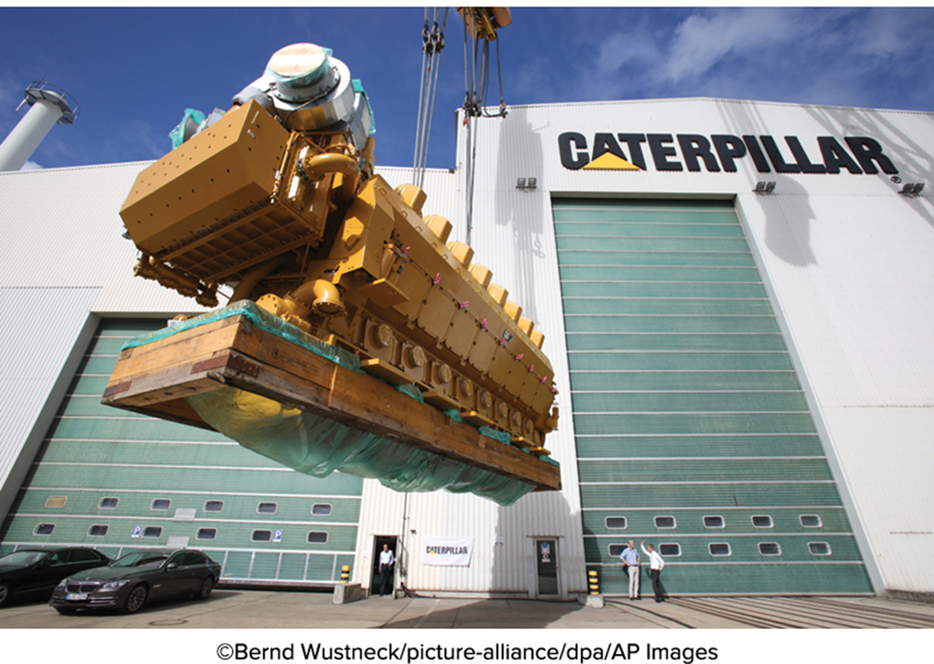 CATERPILLAR®
CATERPILLAR
P
P
©Bernd Wustneck/picture-alliance/dpa/AP Images